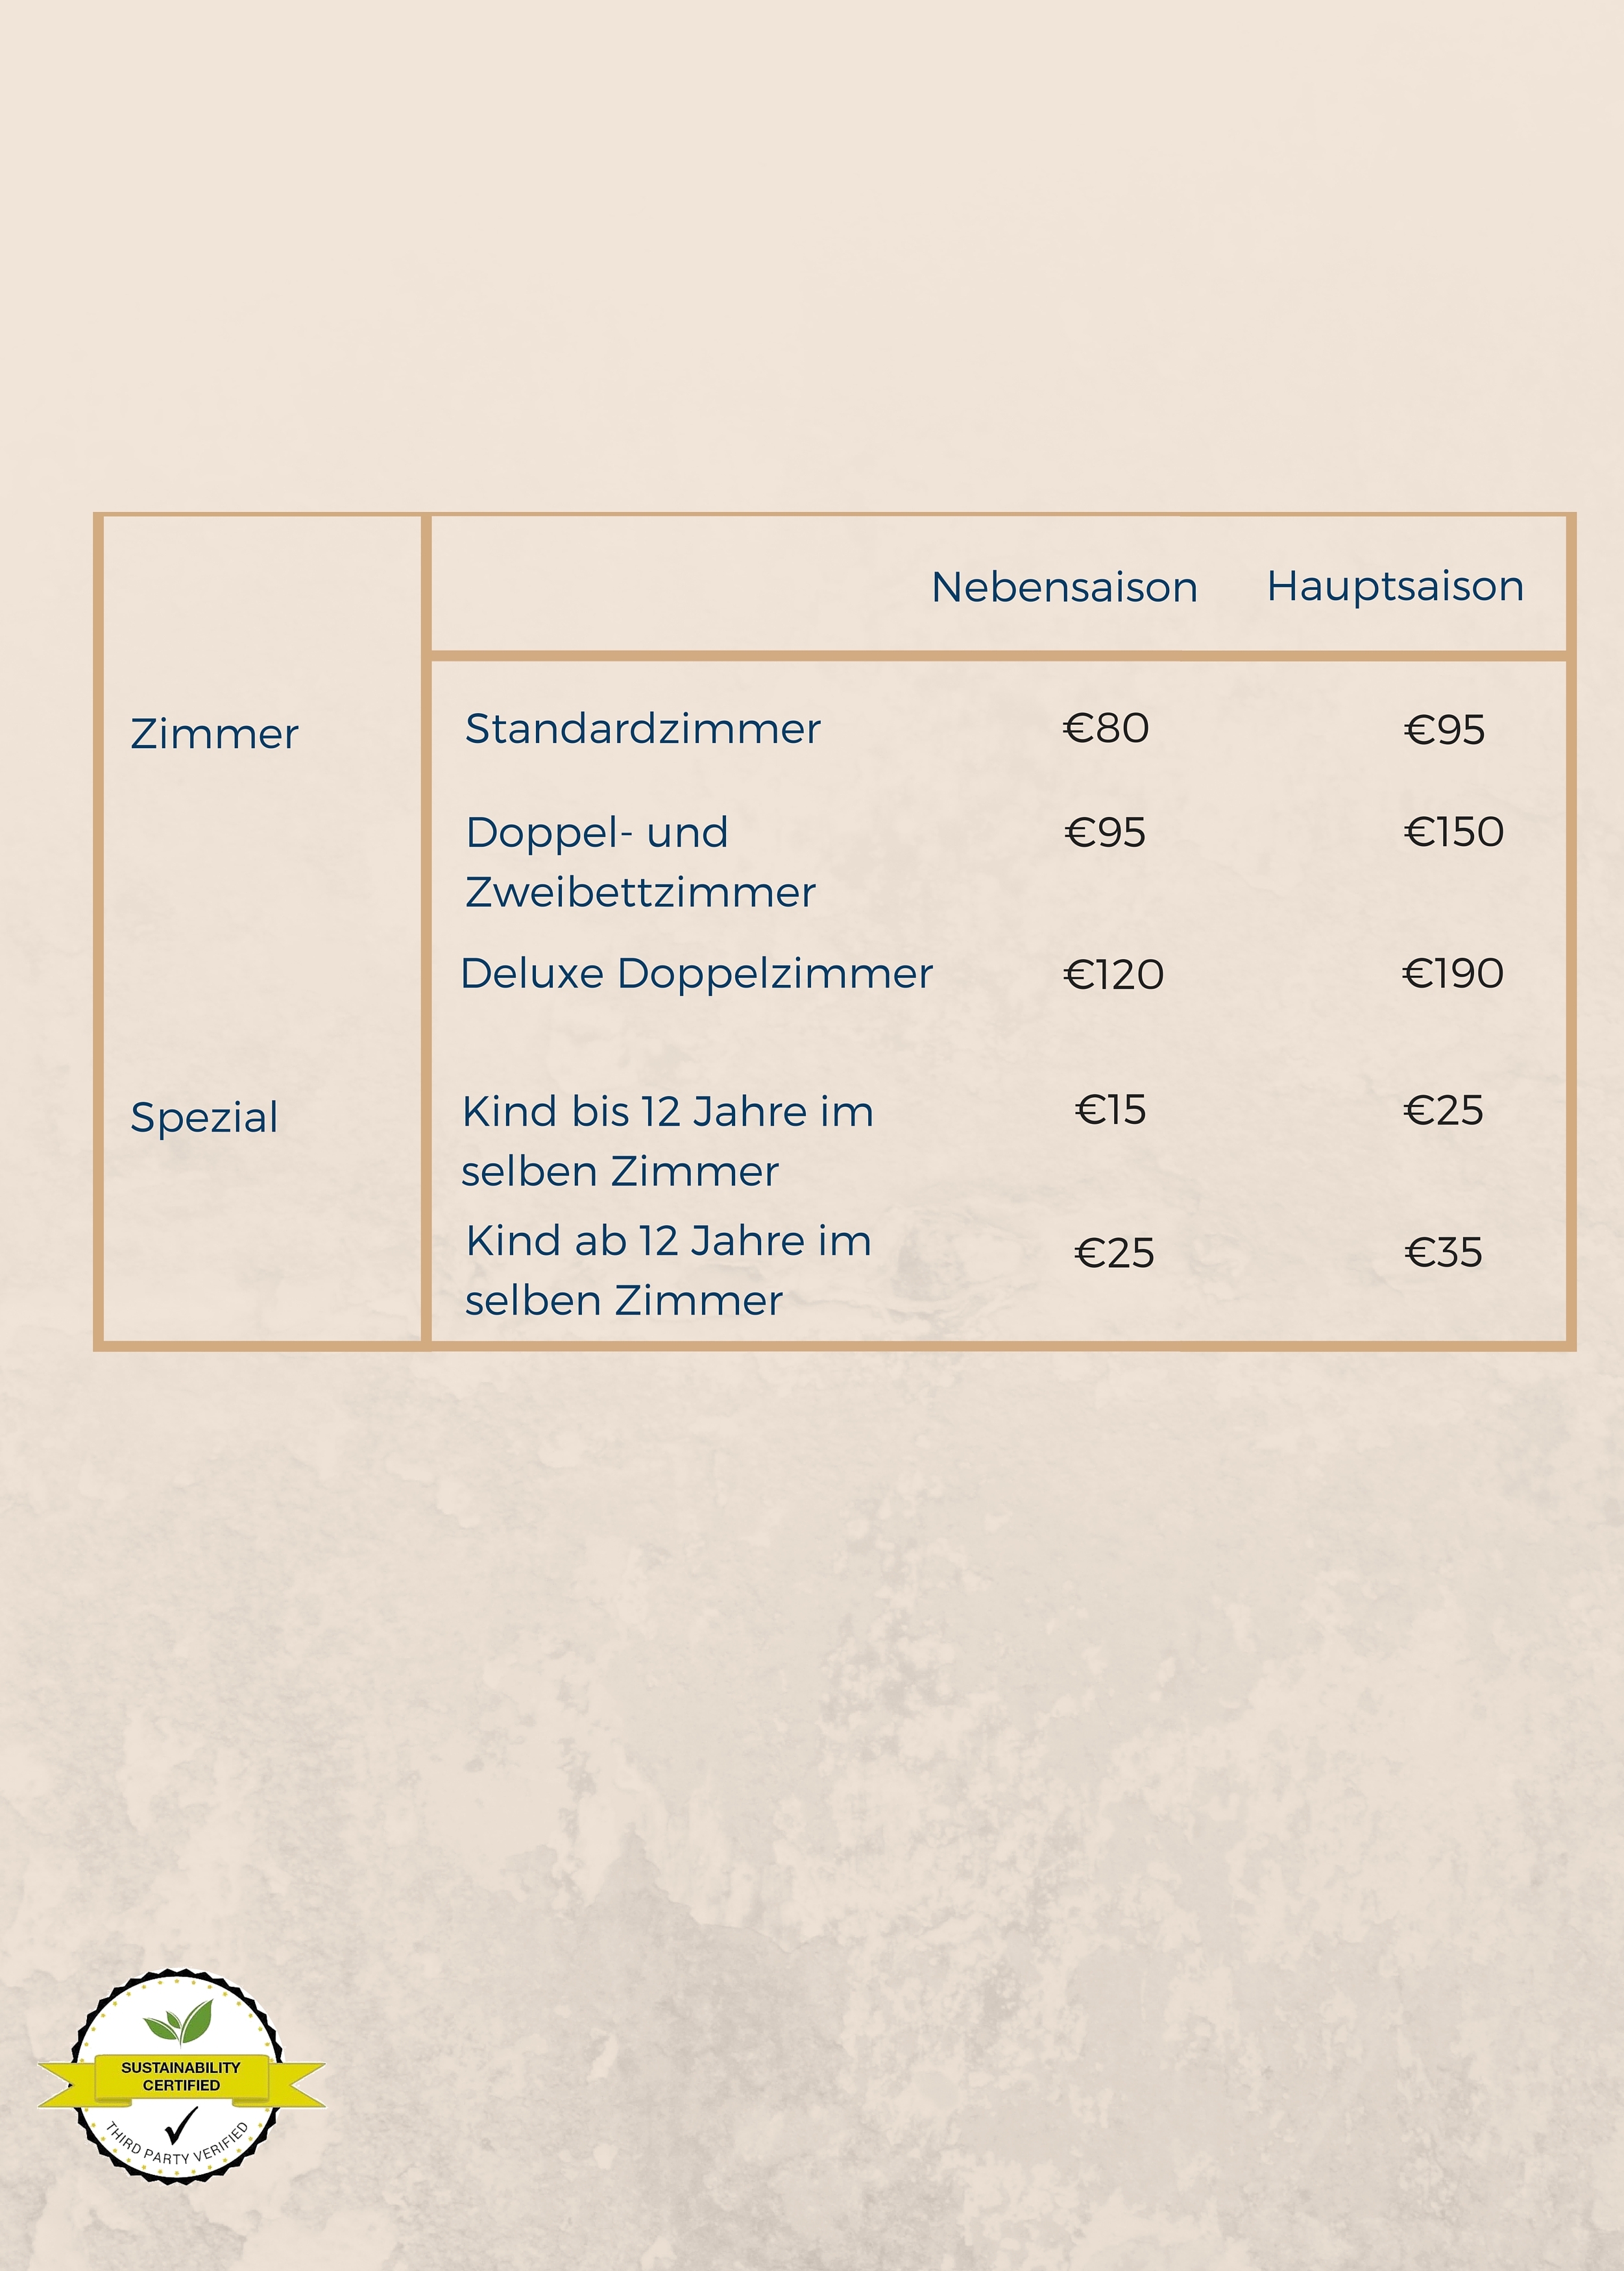 Nebensaison Hauptsaison
Zimmer Standardzimmer €80 €95
Doppel- und €95 €150
Zweibettzimmer
Deluxe Doppelzimmer €120 €190
Spezial Kind bis 12 Jahre im €15 €25
selben Zimmer
Kind ab 12 Jahre im €25 €35
selben Zimmer
SUSTAINABILITY
CERTIFIED
THIRD PARTY VERIFIED